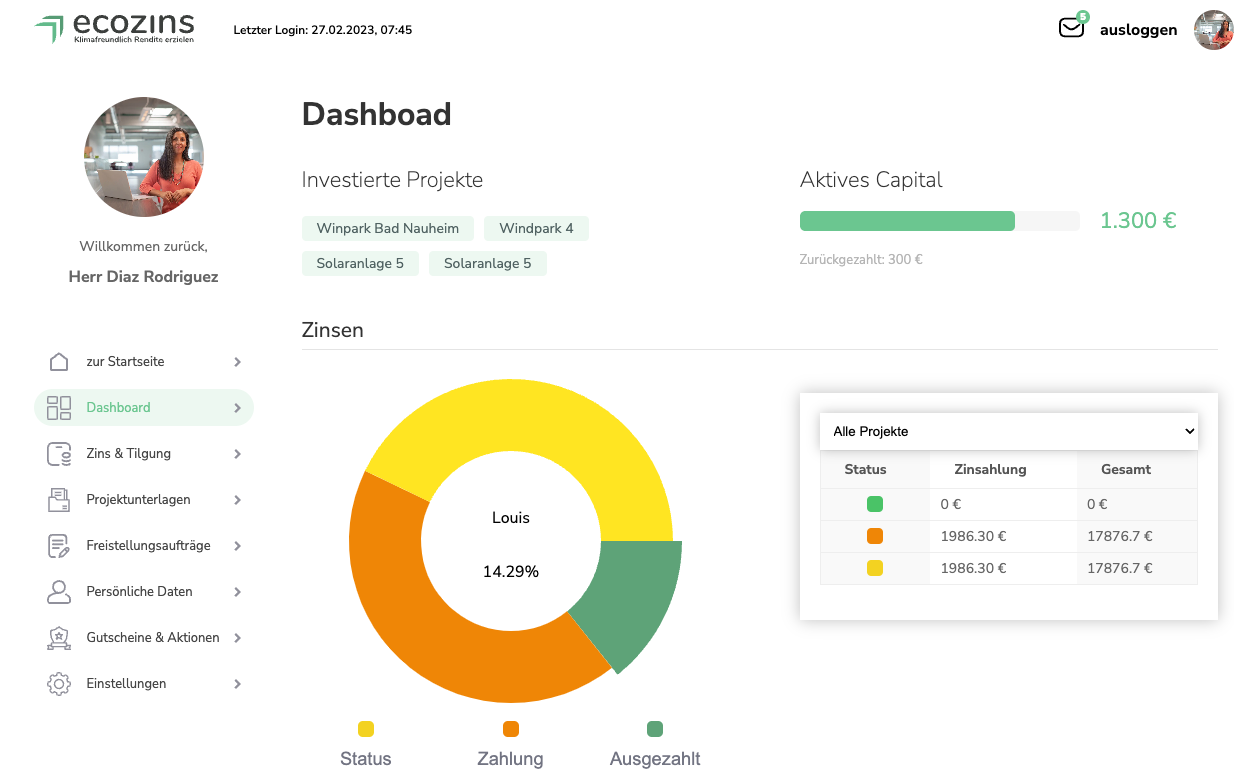 ecozins
Klimafreundlich Rendite erzielen
Letzter Login: 27.02.2023, 07:45
5
ausloggen
Willkommen zurück,
Herr Diaz Rodriguez
zur Startseite
Dashboard
Zins & Tilgung
Projektunterlagen
Freistellungsaufträge
Persönliche Daten
Gutscheine & Aktionen
Einstellungen
Dashboad
Investierte Projekte
Winpark Bad Nauheim Windpark 4
Solaranlage 5 Solaranlage 5
Aktives Capital
1.300 €
Zurückgezahlt: 300 €
Zinsen
Louis
14.29%
Status Zahlung Ausgezahlt
Alle Projekte
Status Zinsahlung Gesamt
0 € 0 €
1986.30 € 17876.7 €
1986.30 € 17876.7 €